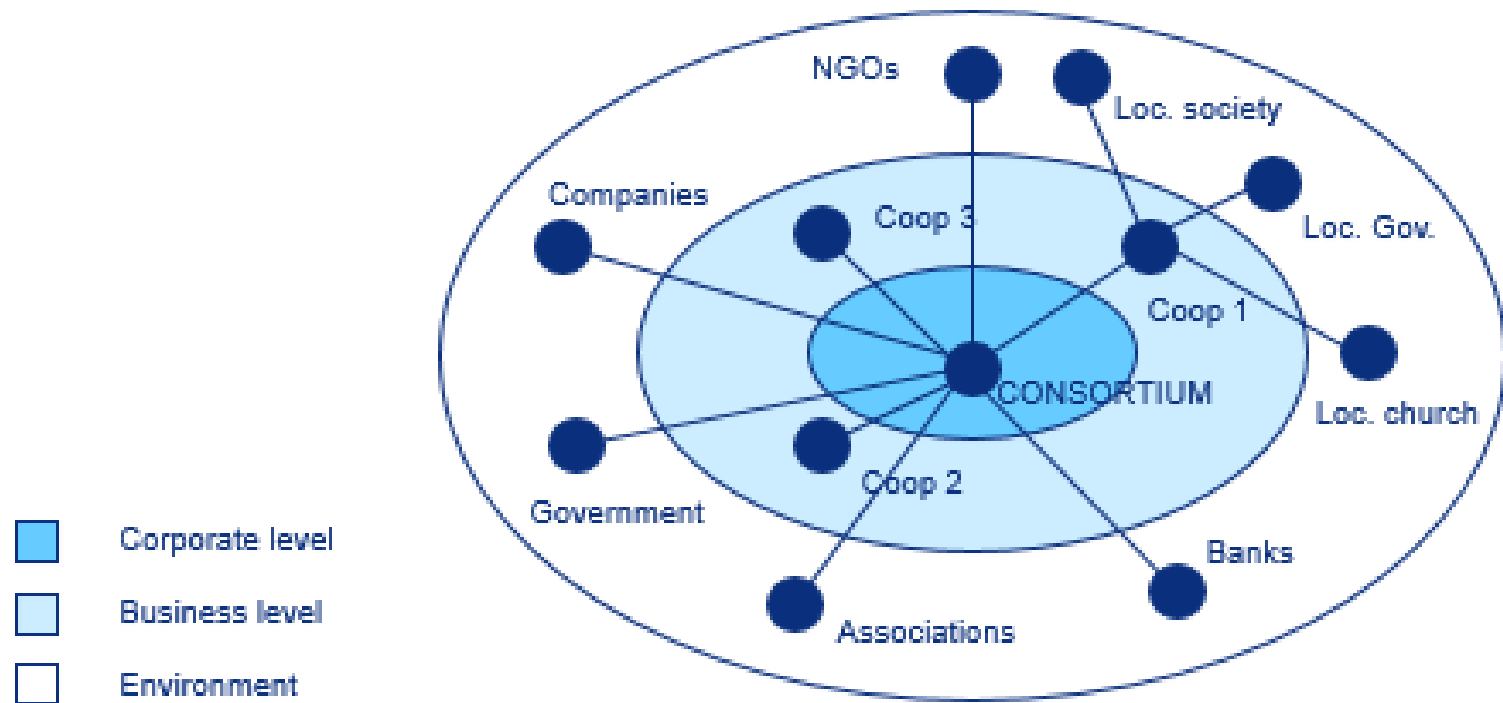 NGOs
Loc. society
Companies
Coop 3
Loc. Gov.
Coop 1
CONSORTIUM
Loc. church
Coop 2
Government
Corporate level
Banks
Business level
Associations
Environment